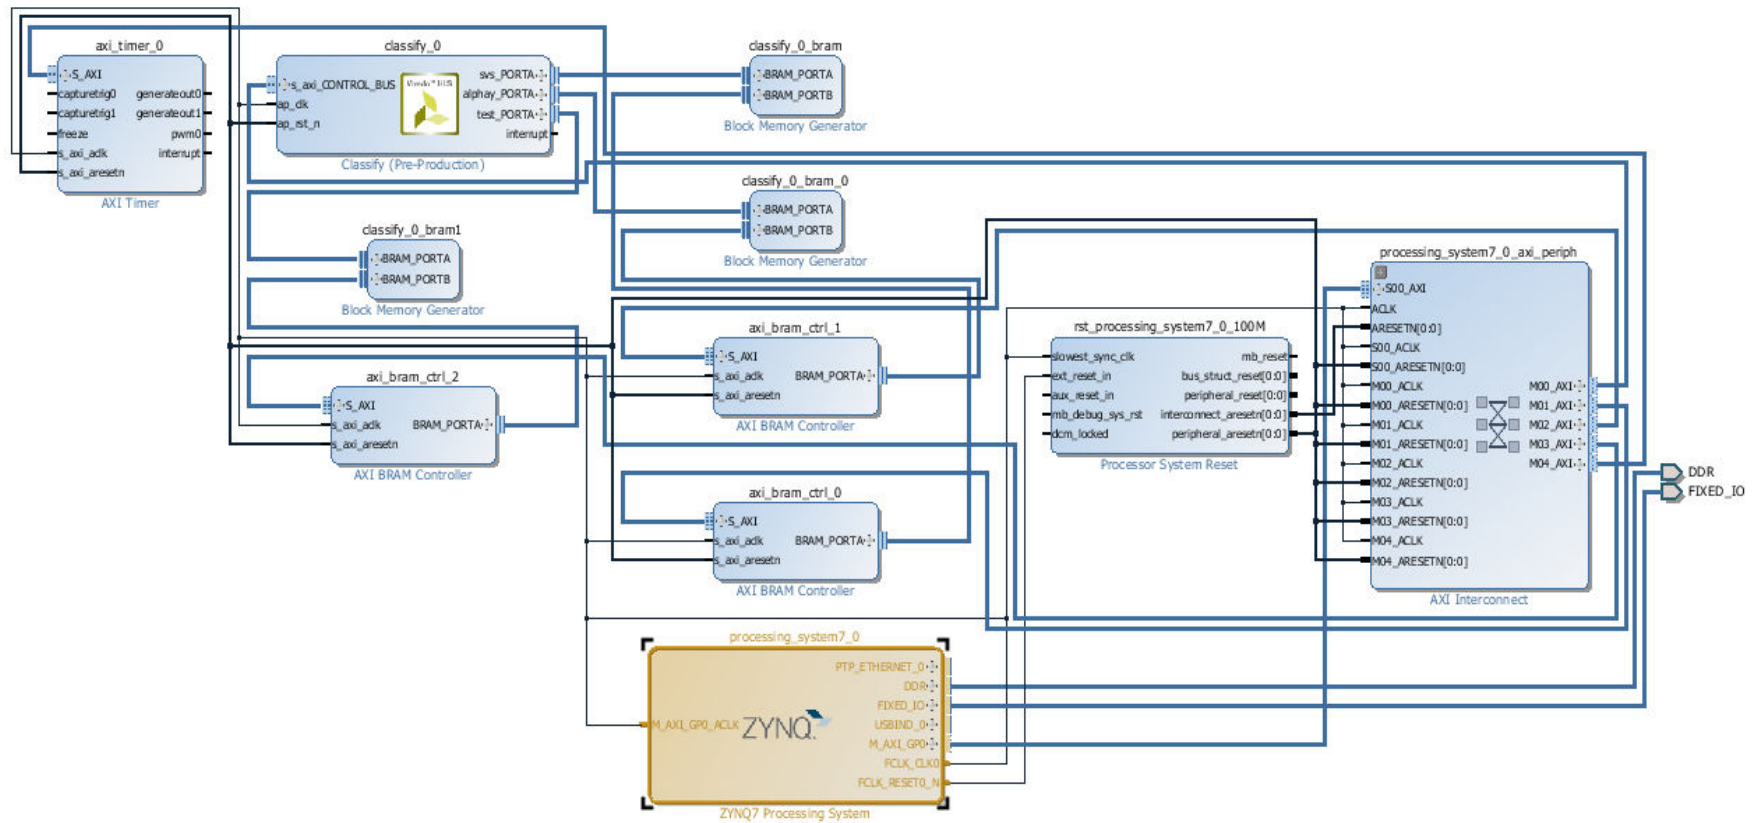 axi_timer_0
S_AXI
capturetrig0
capturetrig1
freeze
s_axi_aclk
s_axi_aresetn
generateout0
generateout1
pwm0
interrupt
AXI Timer
classify_0
s_axi_CONTROL_BUS
ap_clk
ap_rst_n
Vivado™ HLS
svs_PORTA
alphay_PORTA
test_PORTA
interrupt
Classify (Pre-Production)
classify_0_bram
BRAM_PORTA
BRAM_PORTB
Block Memory Generator
classify_0_bram_0
BRAM_PORTA
BRAM_PORTB
Block Memory Generator
classify_0_bram1
BRAM_PORTA
BRAM_PORTB
Block Memory Generator
axi_bram_ctrl_2
S_AXI
s_axi_aclk
s_axi_aresetn
BRAM_PORTA
AXI BRAM Controller
axi_bram_ctrl_1
S_AXI
s_axi_aclk
s_axi_aresetn
BRAM_PORTA
AXI BRAM Controller
axi_bram_ctrl_0
S_AXI
s_axi_aclk
s_axi_aresetn
BRAM_PORTA
AXI BRAM Controller
rst_processing_system7_0_100M
slowest_sync_clk
ext_reset_in
aux_reset_in
mb_debug_sys_rst
dcm_locked
mb_reset
bus_struct_reset[0:0]
peripheral_reset[0:0]
interconnect_aresetn[0:0]
peripheral_aresetn[0:0]
Processor System Reset
processing_system7_0_axi_periph
S00_AXI
ACLK
ARESETN[0:0]
S00_ACLK
S00_ARESETN[0:0]
M00_ACLK
M00_ARESETN[0:0]
M01_ACLK
M01_ARESETN[0:0]
M02_ACLK
M02_ARESETN[0:0]
M03_ACLK
M03_ARESETN[0:0]
M04_ACLK
M04_ARESETN[0:0]
M00_AXI
M01_AXI
M02_AXI
M03_AXI
M04_AXI
AXI Interconnect
DDR
FIXED_IO
processing_system7_0
M_AXI_GP0_ACLK
ZYNQ
PTP_ETHERNET_0
DDR
FIXED_IO
USBIND_0
M_AXI_GP0
FCLK_CLK0
FCLK_RESET0_N
ZYNQ7 Processing System